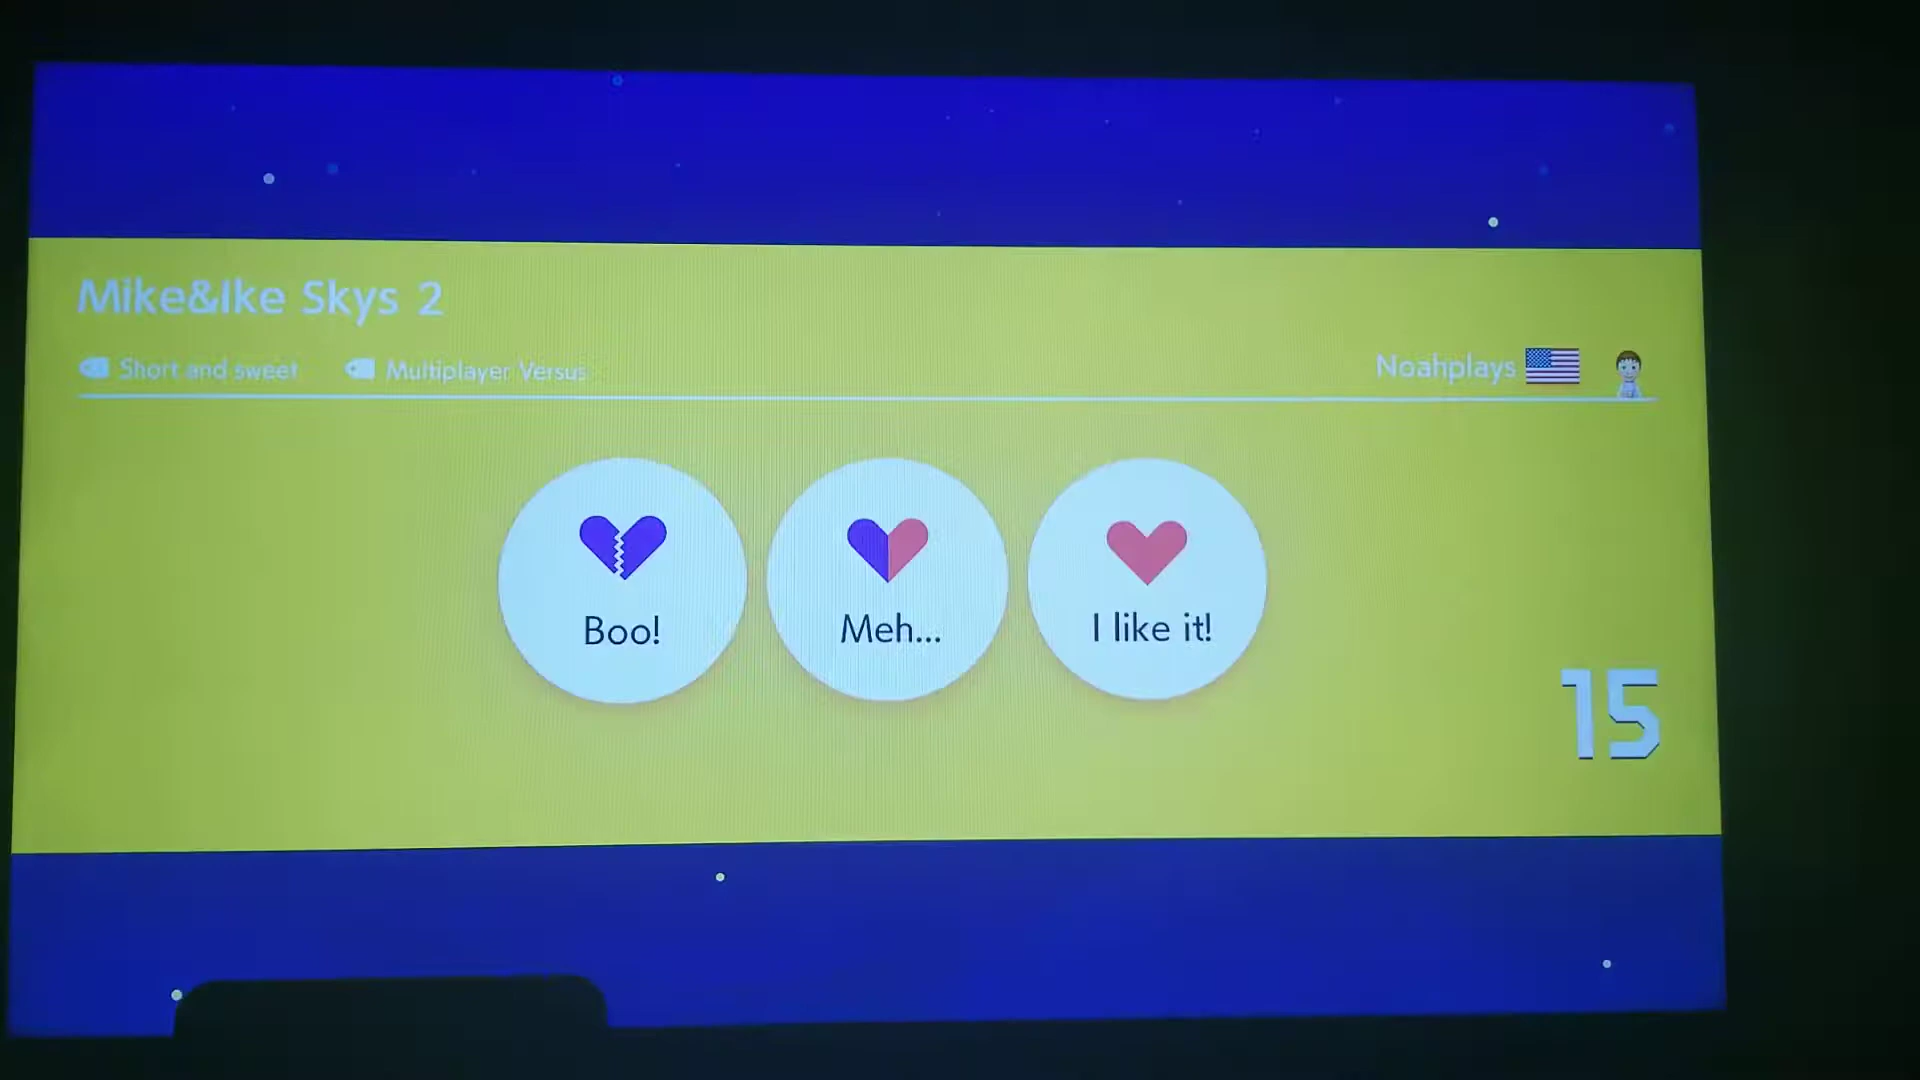 Mike&Ike Skys 2
Short and sweet Multiplayer Versus
Noahplays
Boo! Meh... I like it!
15